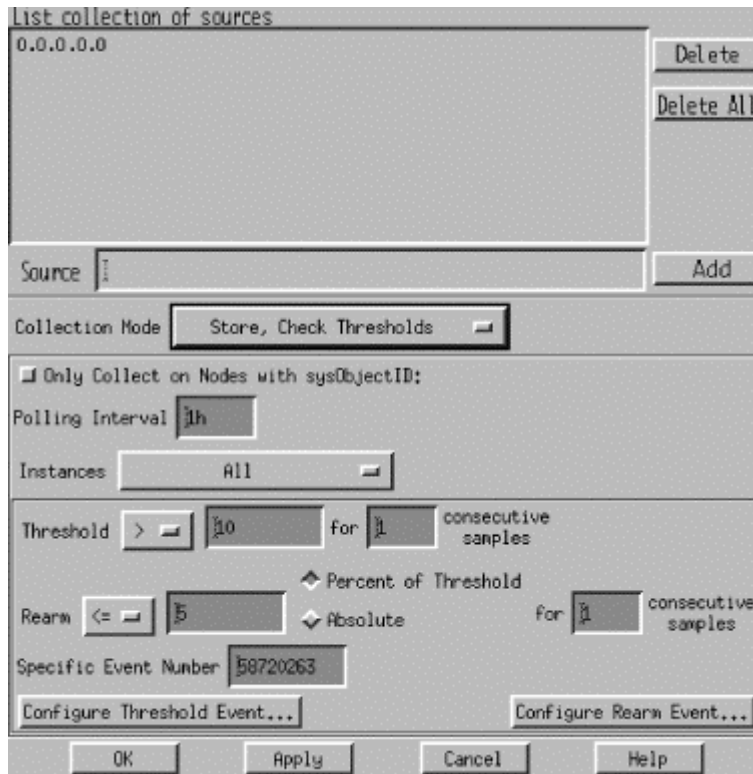 List collection of sources
0.0.0.0.0
Delete
Delete All
Source
Add
Collection Mode Store, Check Thresholds
Only Collect on Nodes with sysObjectID:
Polling Interval 1h
Instances All
Threshold > 10 for 1 consecutive samples
Percent of Threshold
Rearm <= 5 Absolute for 1 consecutive samples
Specific Event Number 58720263
Configure Threshold Event... Configure Rearm Event...
OK Apply Cancel Help